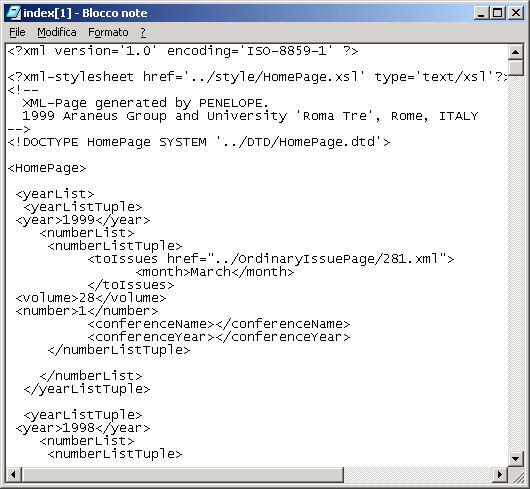 index[1] - Blocco note
File Modifica Formato ?
<?xml version='1.0' encoding='ISO-8859-1' ?>
<?xml-stylesheet href='../style/HomePage.xsl' type='text/xsl'?>
<!--
XML-Page generated by PENELOPE.
1999 Araneus Group and University 'Roma Tre', Rome, ITALY
-->
<!DOCTYPE HomePage SYSTEM '../DTD/HomePage.dtd'>
<HomePage>
<yearList>
<yearListTuple>
<year>1999</year>
<numberList>
<numberListTuple>
<toIssues href="../OrdinaryIssuePage/281.xml">
<month>March</month>
</toIssues>
<volume>28</volume>
<number>1</number>
<conferenceName></conferenceName>
<conferenceYear></conferenceYear>
</numberListTuple>
</numberList>
</yearListTuple>
<yearListTuple>
<year>1998</year>
<numberList>
<numberListTuple>